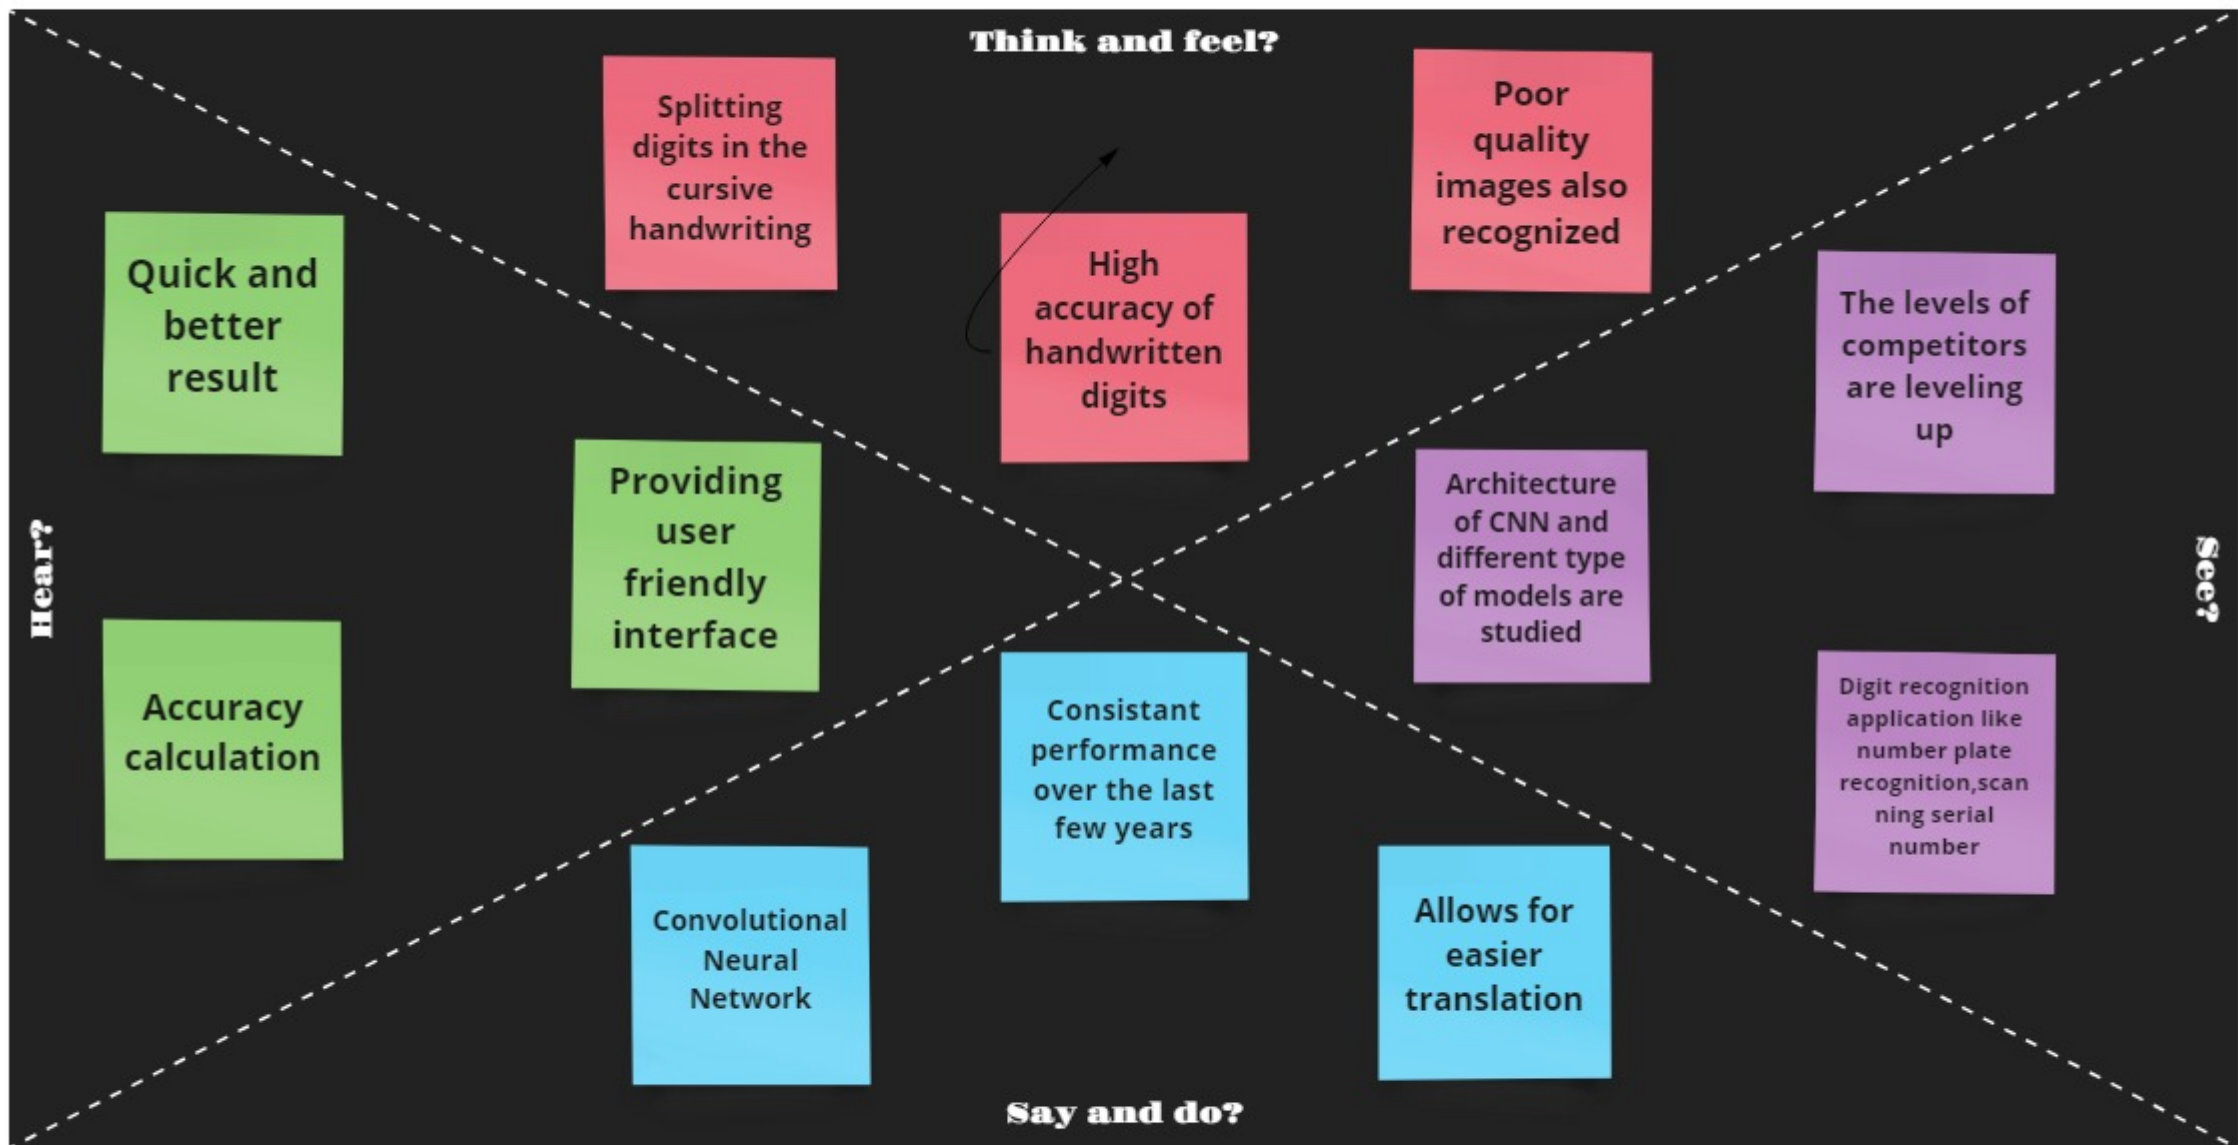 Think and feel?
Splitting
digits in the
cursive
handwriting
High
accuracy of
handwritten
digits
Poor
quality
images also
recognized
Hear?
Quick and
better
result
Providing
user
friendly
interface
Accuracy
calculation
See?
The levels of
competitors
are leveling
up
Architecture
of CNN and
different type
of models are
studied
Digit recognition
application like
number plate
recognition,scan
ning serial
number
Consistant
performance
over the last
few years
Convolutional
Neural
Network
Allows for
easier
translation
Say and do?